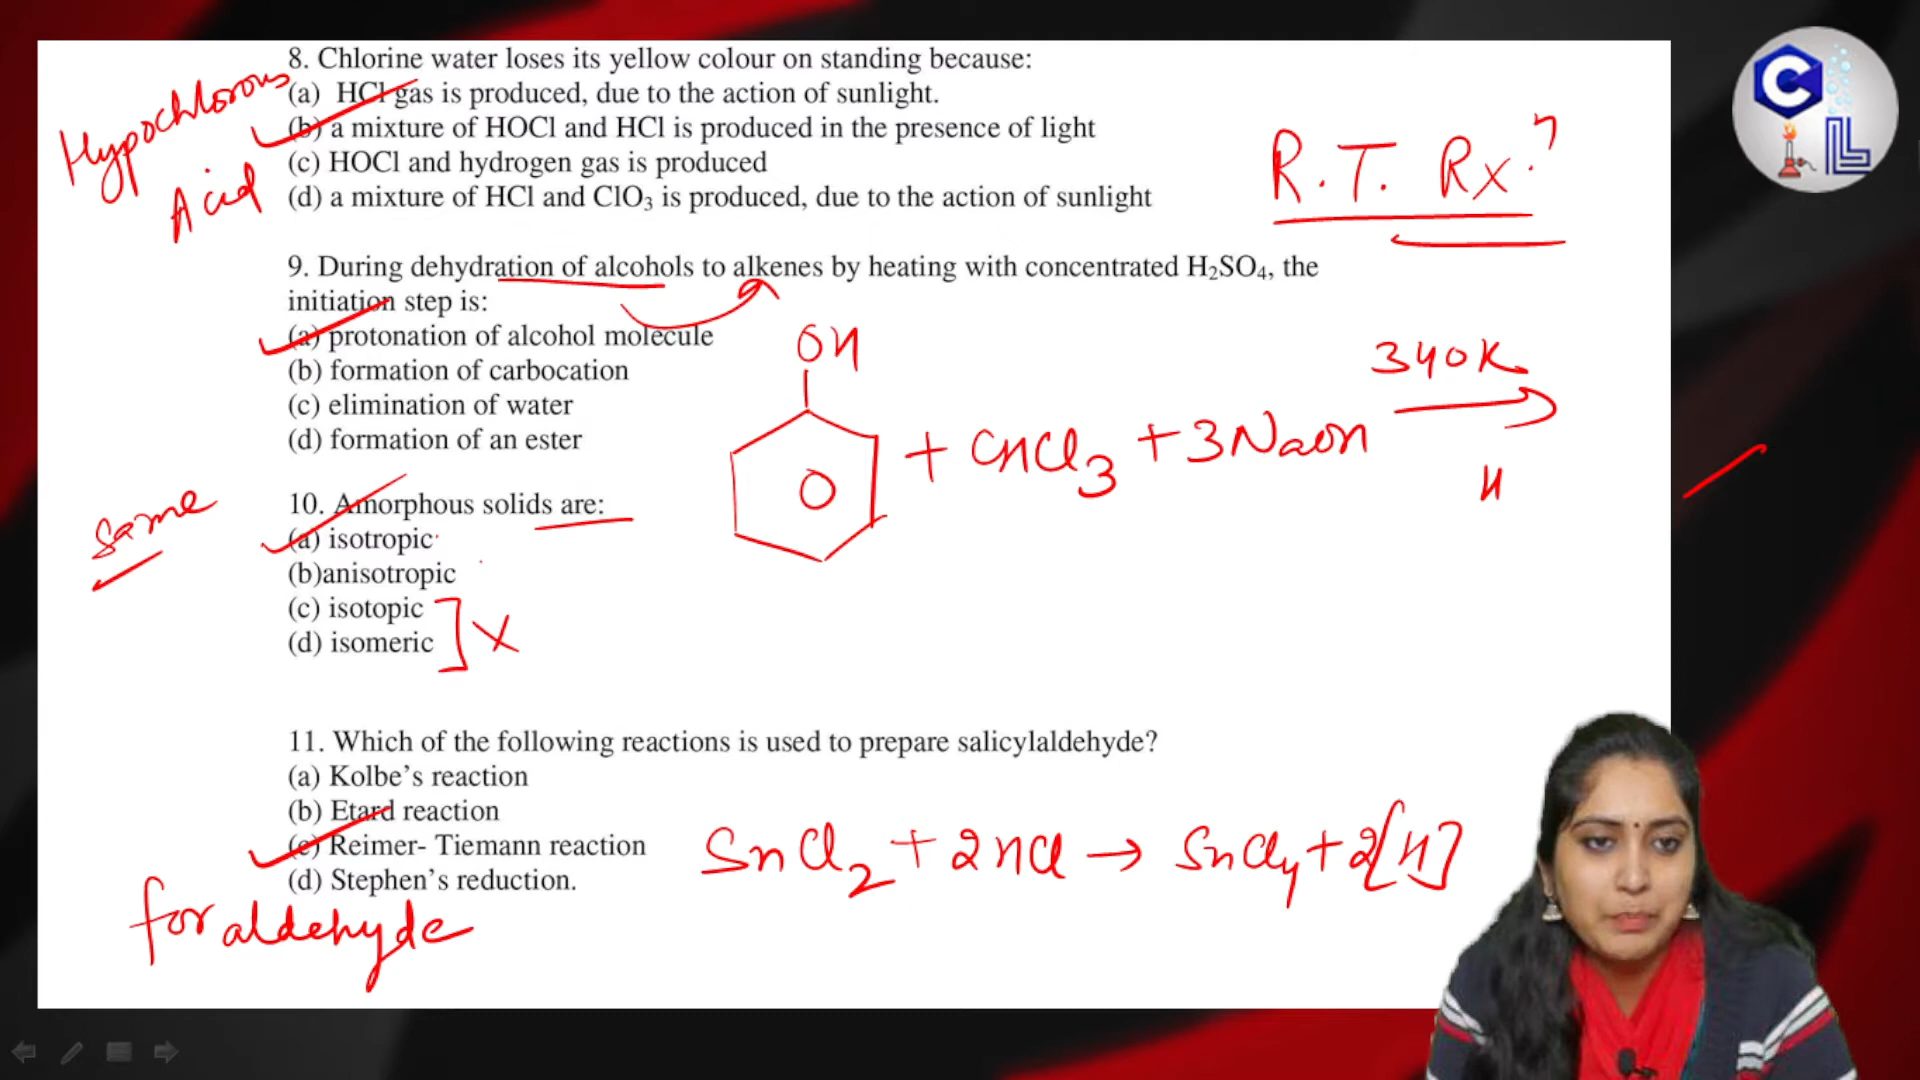 8. Chlorine water loses its yellow colour on standing because:
(a) HCl gas is produced, due to the action of sunlight.
(b) a mixture of HOCl and HCl is produced in the presence of light
(c) HOCl and hydrogen gas is produced
(d) a mixture of HCl and ClO₃ is produced, due to the action of sunlight
Hypochlorous
Acid
R.T. Rx.ⁿ
9. During dehydration of alcohols to alkenes by heating with concentrated H₂SO₄, the
initiation step is:
(a) protonation of alcohol molecule
(b) formation of carbocation
(c) elimination of water
(d) formation of an ester
OH
+ CHCl₃ + 3NaOH
340K
H
10. Amorphous solids are:
(a) isotropic
(b)anisotropic
(c) isotopic
(d) isomeric
Same
X
11. Which of the following reactions is used to prepare salicylaldehyde?
(a) Kolbe’s reaction
(b) Etard reaction
(c) Reimer- Tiemann reaction
(d) Stephen’s reduction.
SnCl₂ + 2HCl → SnCl₄ + 2[H]
for aldehyde
C
L